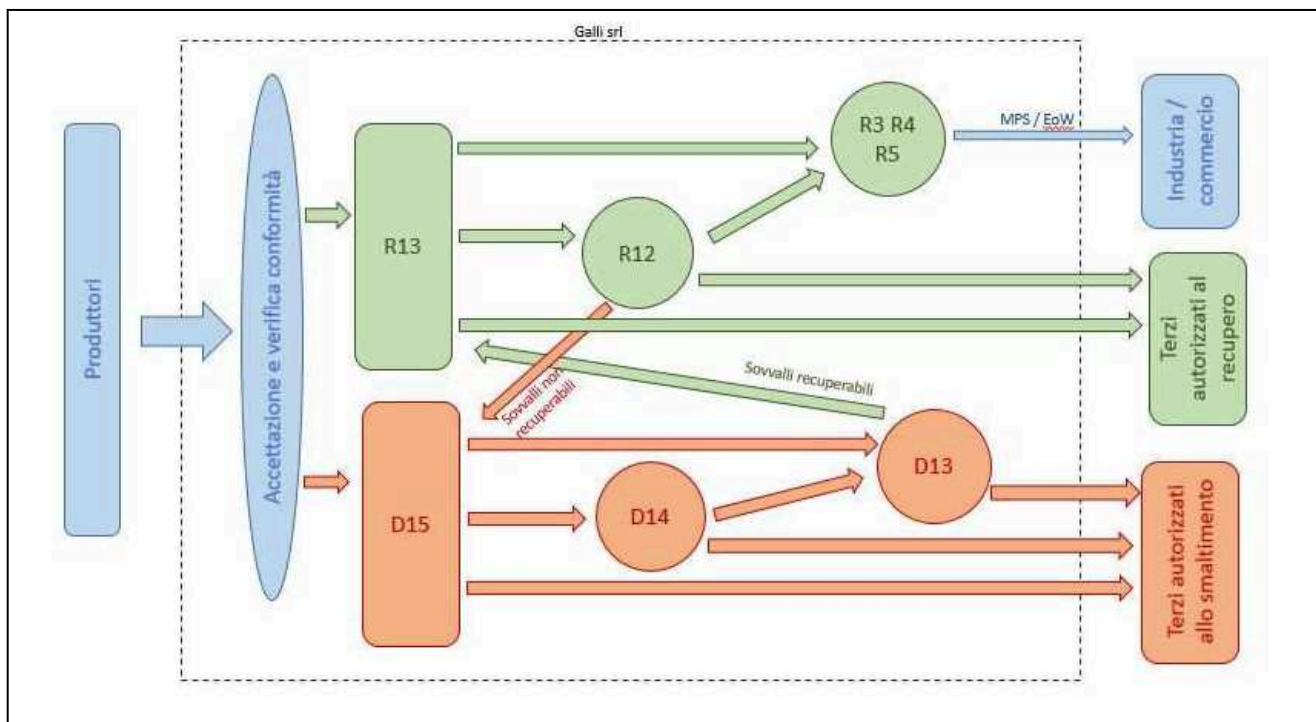 Galli srl
Produttori
Accettazione e verifica conformità
R13
R12
R3 R4
R5
MPS / EoW
Industria /
commercio
Terzi
autorizzati al
recupero
Sovvalli non
recuperabili
Sovvalli recuperabili
D15
D14
D13
Terzi autorizzati
allo smaltimento